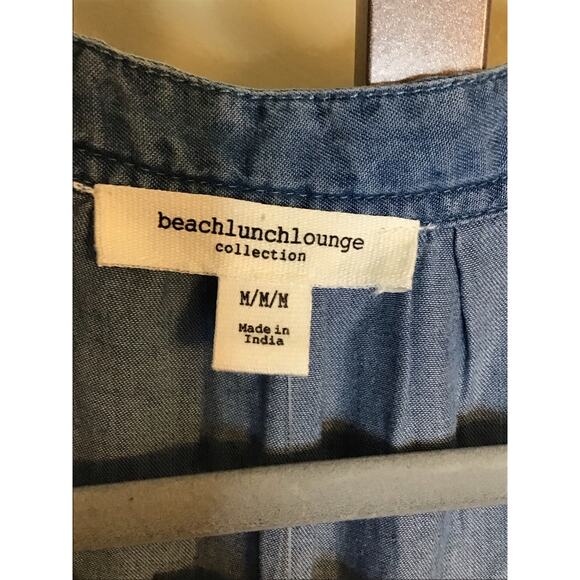 beachlunchlounge
collection
M/M/M
Made in
India